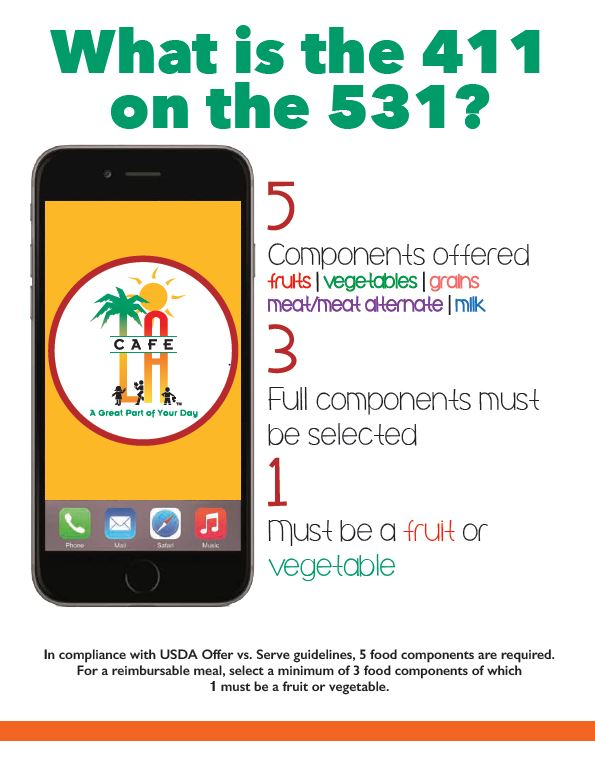 What is the 411
on the 531?
5
Components offered
fruits | vegetables | grains
meat/meat alternate | milk
3
Full components must
be selected
1
Must be a fruit or
vegetable
LA
CAFE
A Great Part of Your Day
TM
Phone
Mail
Safari
Music
In compliance with USDA Offer vs. Serve guidelines, 5 food components are required.
For a reimbursable meal, select a minimum of 3 food components of which
1 must be a fruit or vegetable.